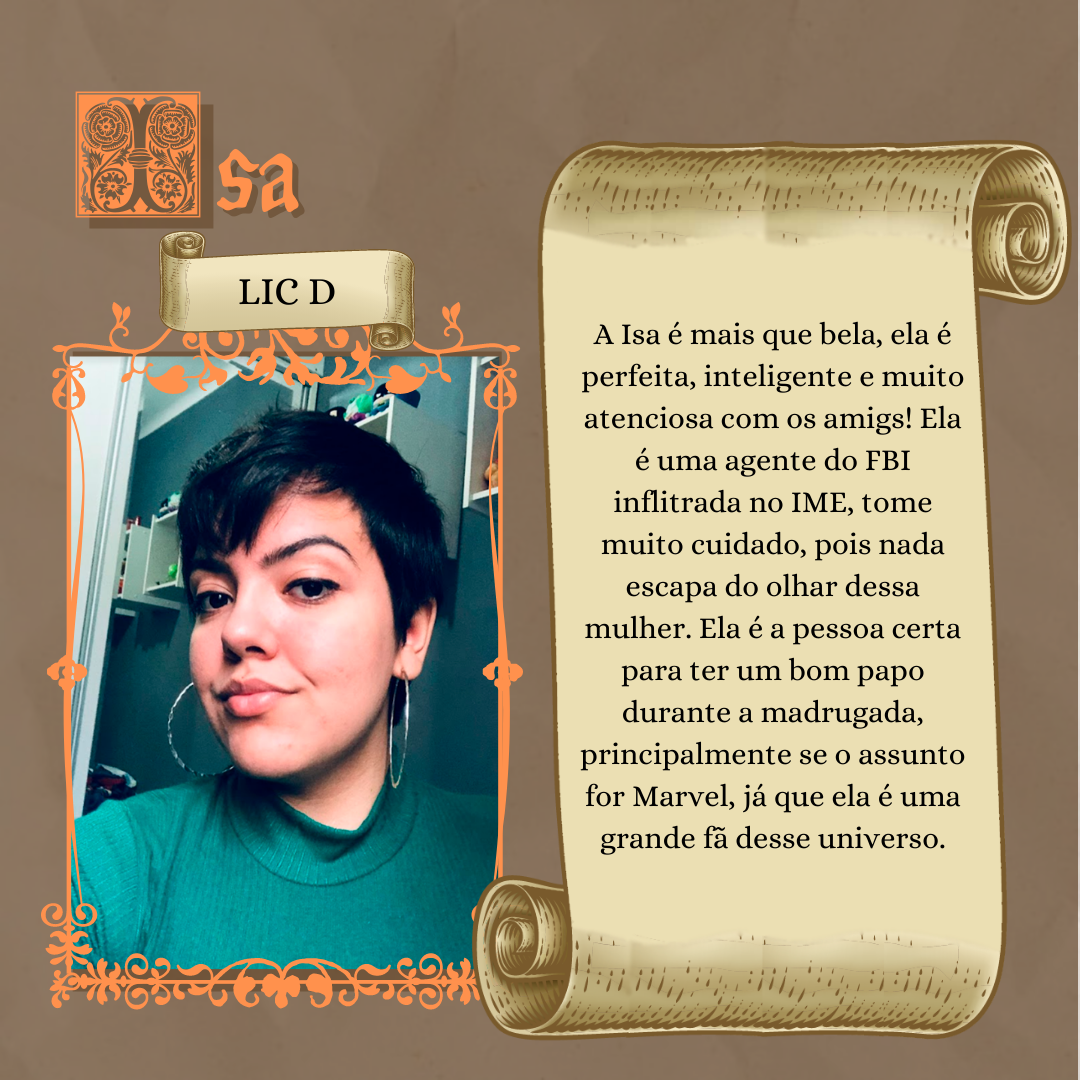 Isa
LIC D
A Isa é mais que bela, ela é
perfeita, inteligente e muito
atenciosa com os amigs! Ela
é uma agente do FBI
inflitrada no IME, tome
muito cuidado, pois nada
escapa do olhar dessa
mulher. Ela é a pessoa certa
para ter um bom papo
durante a madrugada,
principalmente se o assunto
for Marvel, já que ela é uma
grande fã desse universo.